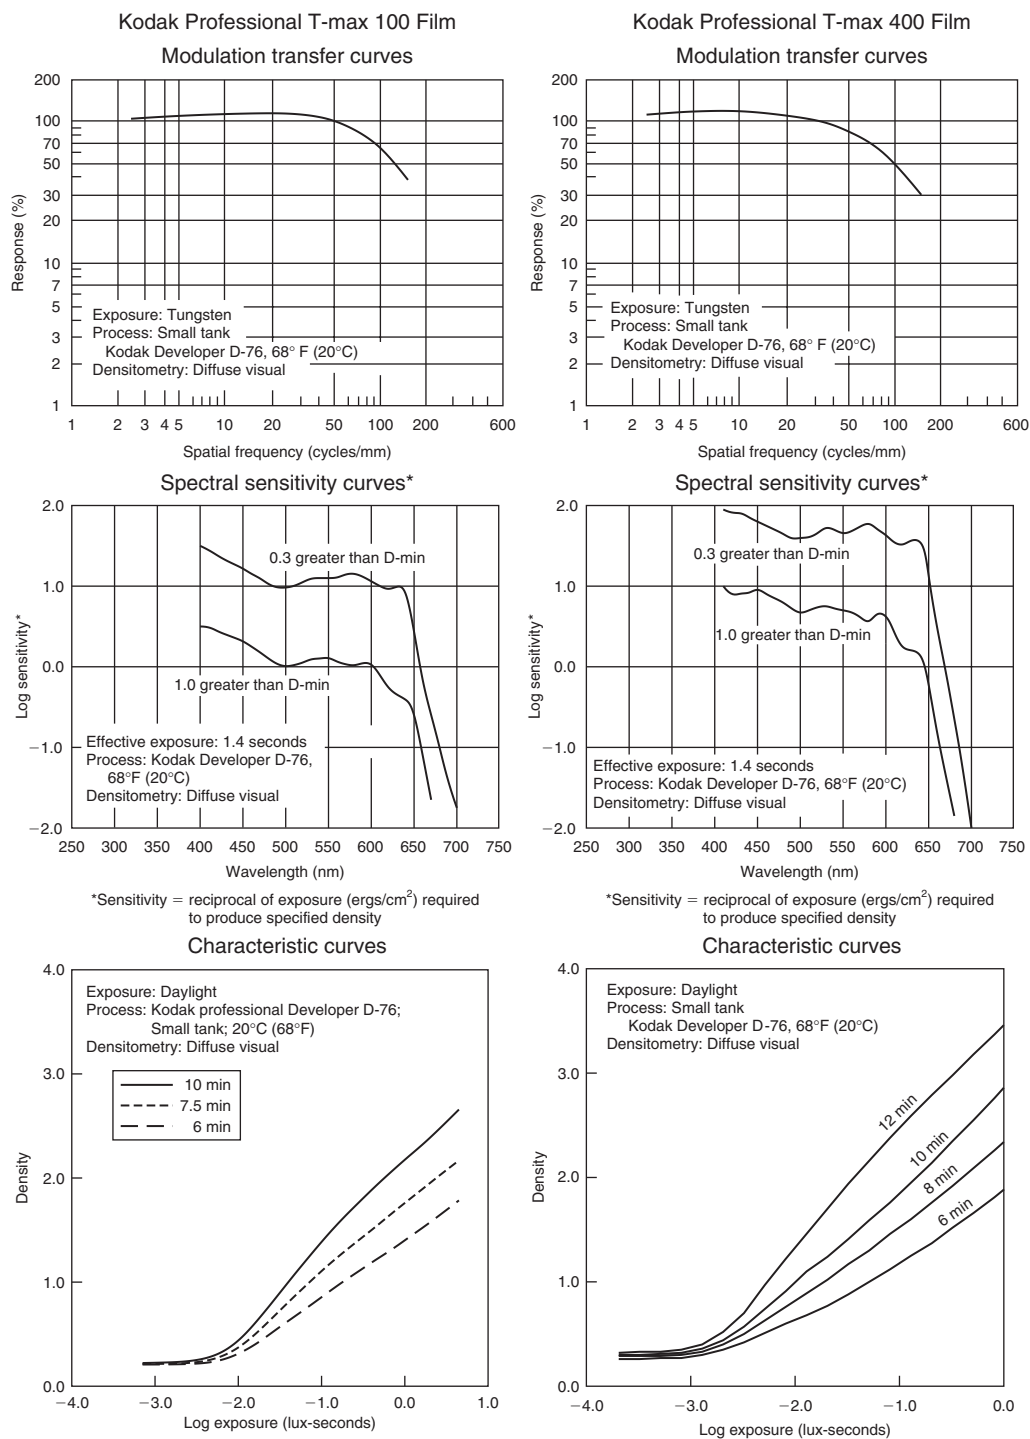 Kodak Professional T-max 100 Film
Modulation transfer curves
200
100
70
50
30
20
10
7
5
3
2
1
Response (%)
Exposure: Tungsten
Process: Small tank
Kodak Developer D-76, 68° F (20°C)
Densitometry: Diffuse visual
1 2 3 4 5 10 20 50 100 200 600
Spatial frequency (cycles/mm)
Kodak Professional T-max 400 Film
Modulation transfer curves
200
100
70
50
30
20
10
7
5
3
2
1
Response (%)
Exposure: Tungsten
Process: Small tank
Kodak Developer D-76, 68° F (20°C)
Densitometry: Diffuse visual
1 2 3 4 5 10 20 50 100 200 600
Spatial frequency (cycles/mm)
Spectral sensitivity curves*
2.0
1.0
0.0
−1.0
−2.0
Log sensitivity*
0.3 greater than D-min
1.0 greater than D-min
Effective exposure: 1.4 seconds
Process: Kodak Developer D-76,
68°F (20°C)
Densitometry: Diffuse visual
250 300 350 400 450 500 550 600 650 700 750
Wavelength (nm)
*Sensitivity = reciprocal of exposure (ergs/cm²) required
to produce specified density
Spectral sensitivity curves*
2.0
1.0
0.0
−1.0
−2.0
Log sensitivity*
0.3 greater than D-min
1.0 greater than D-min
Effective exposure: 1.4 seconds
Process: Kodak Developer D-76, 68°F (20°C)
Densitometry: Diffuse visual
250 300 350 400 450 500 550 600 650 700 750
Wavelength (nm)
*Sensitivity = reciprocal of exposure (ergs/cm²) required
to produce specified density
Characteristic curves
4.0
3.0
2.0
1.0
0.0
Density
Exposure: Daylight
Process: Kodak professional Developer D-76;
Small tank; 20°C (68°F)
Densitometry: Diffuse visual
10 min
7.5 min
6 min
−4.0 −3.0 −2.0 −1.0 0.0 1.0
Log exposure (lux-seconds)
Characteristic curves
4.0
3.0
2.0
1.0
0.0
Density
Exposure: Daylight
Process: Small tank
Kodak Developer D-76, 68°F (20°C)
Densitometry: Diffuse visual
12 min
10 min
8 min
6 min
−4.0 −3.0 −2.0 −1.0 0.0
Log exposure (lux-seconds)